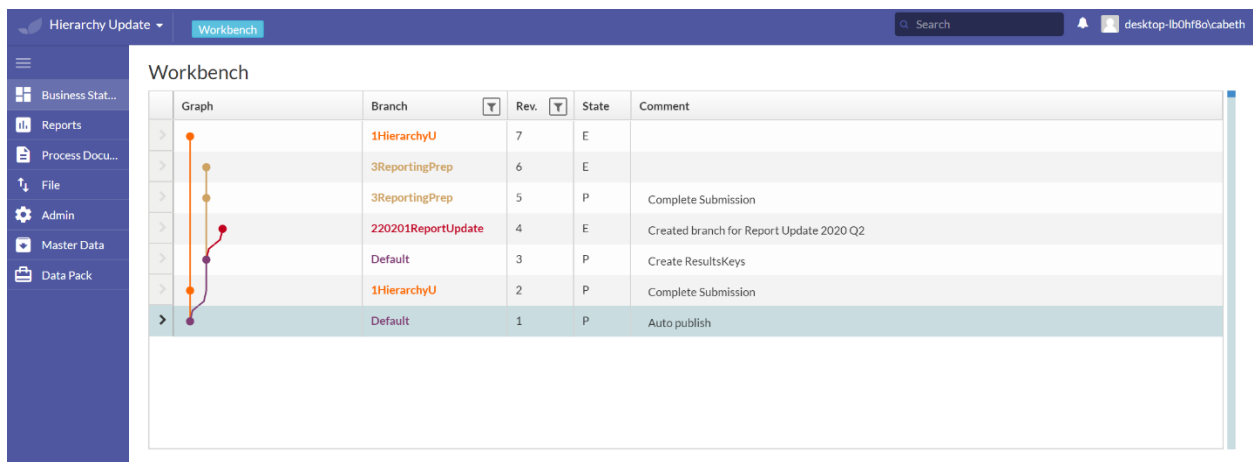 Hierarchy Update Workbench Search desktop-lb0hf8o\cabeth
Workbench
Business Stat...
Reports
Process Docu...
File
Admin
Master Data
Data Pack
Graph Branch Rev. State Comment
1HierarchyU 7 E
3ReportingPrep 6 E
3ReportingPrep 5 P Complete Submission
220201ReportUpdate 4 E Created branch for Report Update 2020 Q2
Default 3 P Create ResultsKeys
1HierarchyU 2 P Complete Submission
Default 1 P Auto publish